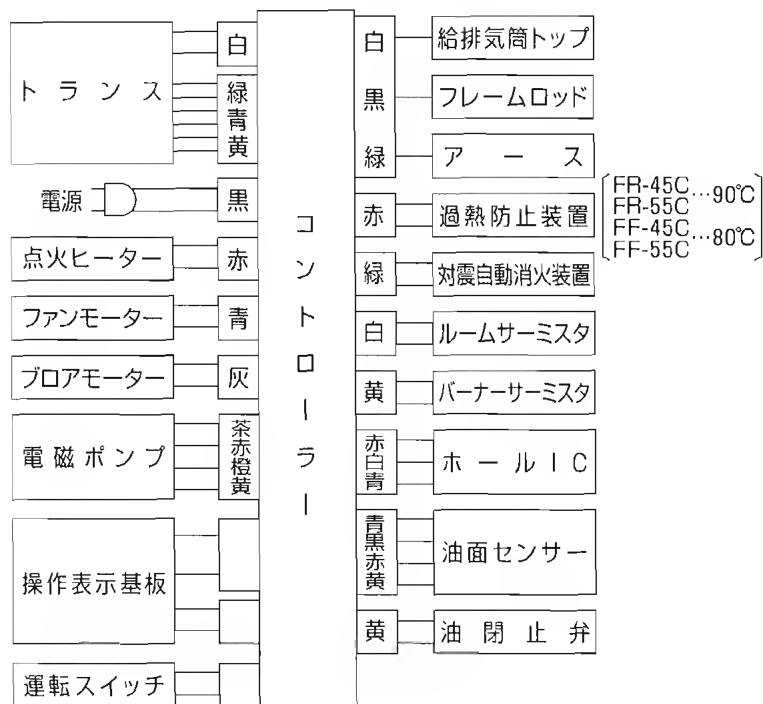 トランス
白
緑
青
黄
電源
黒
点火ヒーター
赤
ファンモーター
青
ブロアモーター
灰
電磁ポンプ
茶
赤
橙
黄
操作表示基板
運転スイッチ
コントローラー
白
給排気筒トップ
黒
フレームロッド
緑
アース
赤
過熱防止装置
FR-45C
FR-55C
…90℃
FF-45C
FF-55C
…80℃
緑
対震自動消火装置
白
ルームサーミスタ
黄
バーナーサーミスタ
赤
白
青
ホールIC
青
黒
赤
黄
油面センサー
黄
油閉止弁